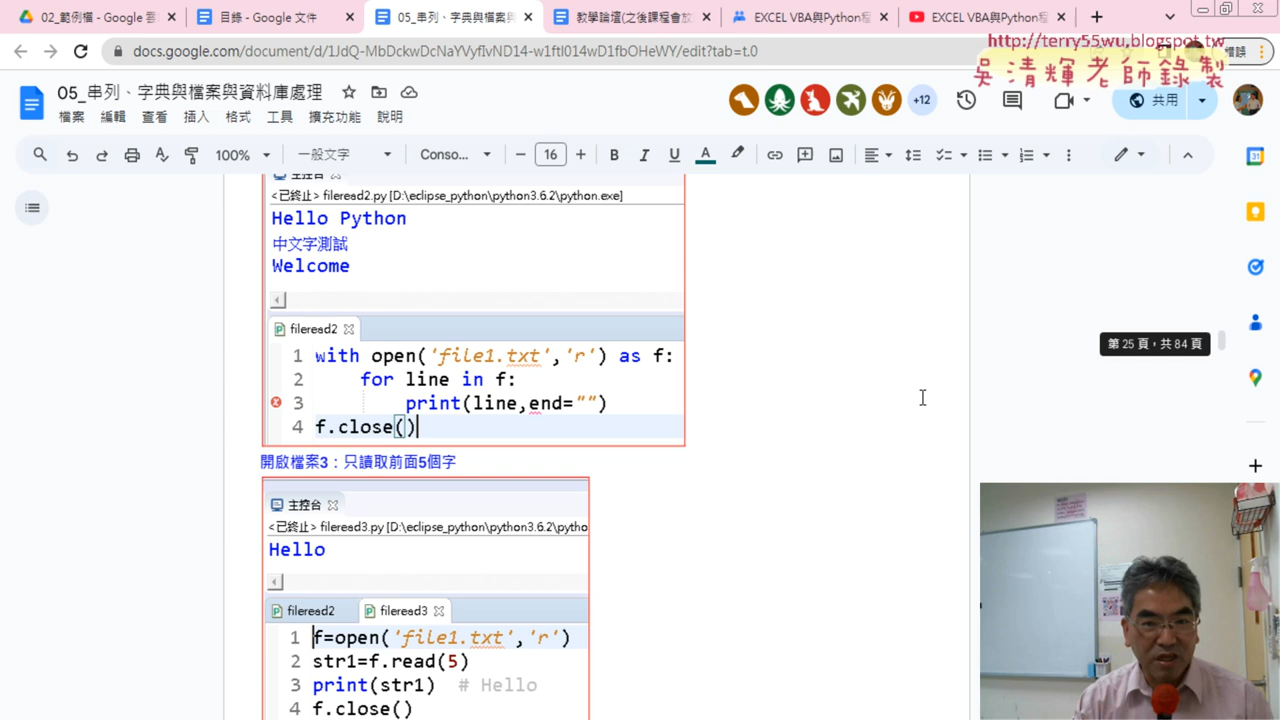 02_範例檔 - Google 雲
目錄 - Google 文件
05_串列、字典與檔案與
教學論壇(之後課程會放
EXCEL VBA與Python程
EXCEL VBA與Python程
docs.google.com/document/d/1JdQ-MbDckwDcNaYVyfIvND14-w1ftl014wD1fbOHeWY/edit?tab=t.0
http://terry55wu.blogspot.tw
吳清輝老師錄製
05_串列、字典與檔案與資料庫處理
+12
共用
檔案 編輯 查看 插入 格式 工具 擴充功能 說明
100% 一般文字 Conso... 16
主控台
<已終止> fileread2.py [D:\eclipse_python\python3.6.2\python.exe]
Hello Python
中文字測試
Welcome
fileread2
1 with open('file1.txt','r') as f:
2 for line in f:
3 print(line,end="")
4 f.close()
第 25 頁，共 84 頁
開啟檔案3：只讀取前面5個字
主控台
<已終止> fileread3.py [D:\eclipse_python\python3.6.2\pytho
Hello
fileread2 fileread3
1 f=open('file1.txt','r')
2 str1=f.read(5)
3 print(str1) # Hello
4 f.close()